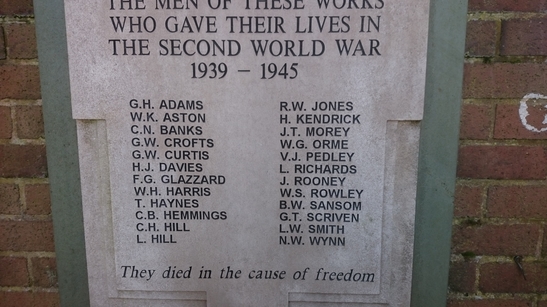 THE MEN OF THESE WORKS
WHO GAVE THEIR LIVES IN
THE SECOND WORLD WAR
1939 – 1945
G.H. ADAMS
W.K. ASTON
C.N. BANKS
G.W. CROFTS
G.W. CURTIS
H.J. DAVIES
F.G. GLAZZARD
W.H. HARRIS
T. HAYNES
C.B. HEMMINGS
C.H. HILL
L. HILL
R.W. JONES
H. KENDRICK
J.T. MOREY
W.G. ORME
V.J. PEDLEY
L. RICHARDS
J. ROONEY
W.S. ROWLEY
B.W. SANSOM
G.T. SCRIVEN
L.W. SMITH
N.W. WYNN
They died in the cause of freedom